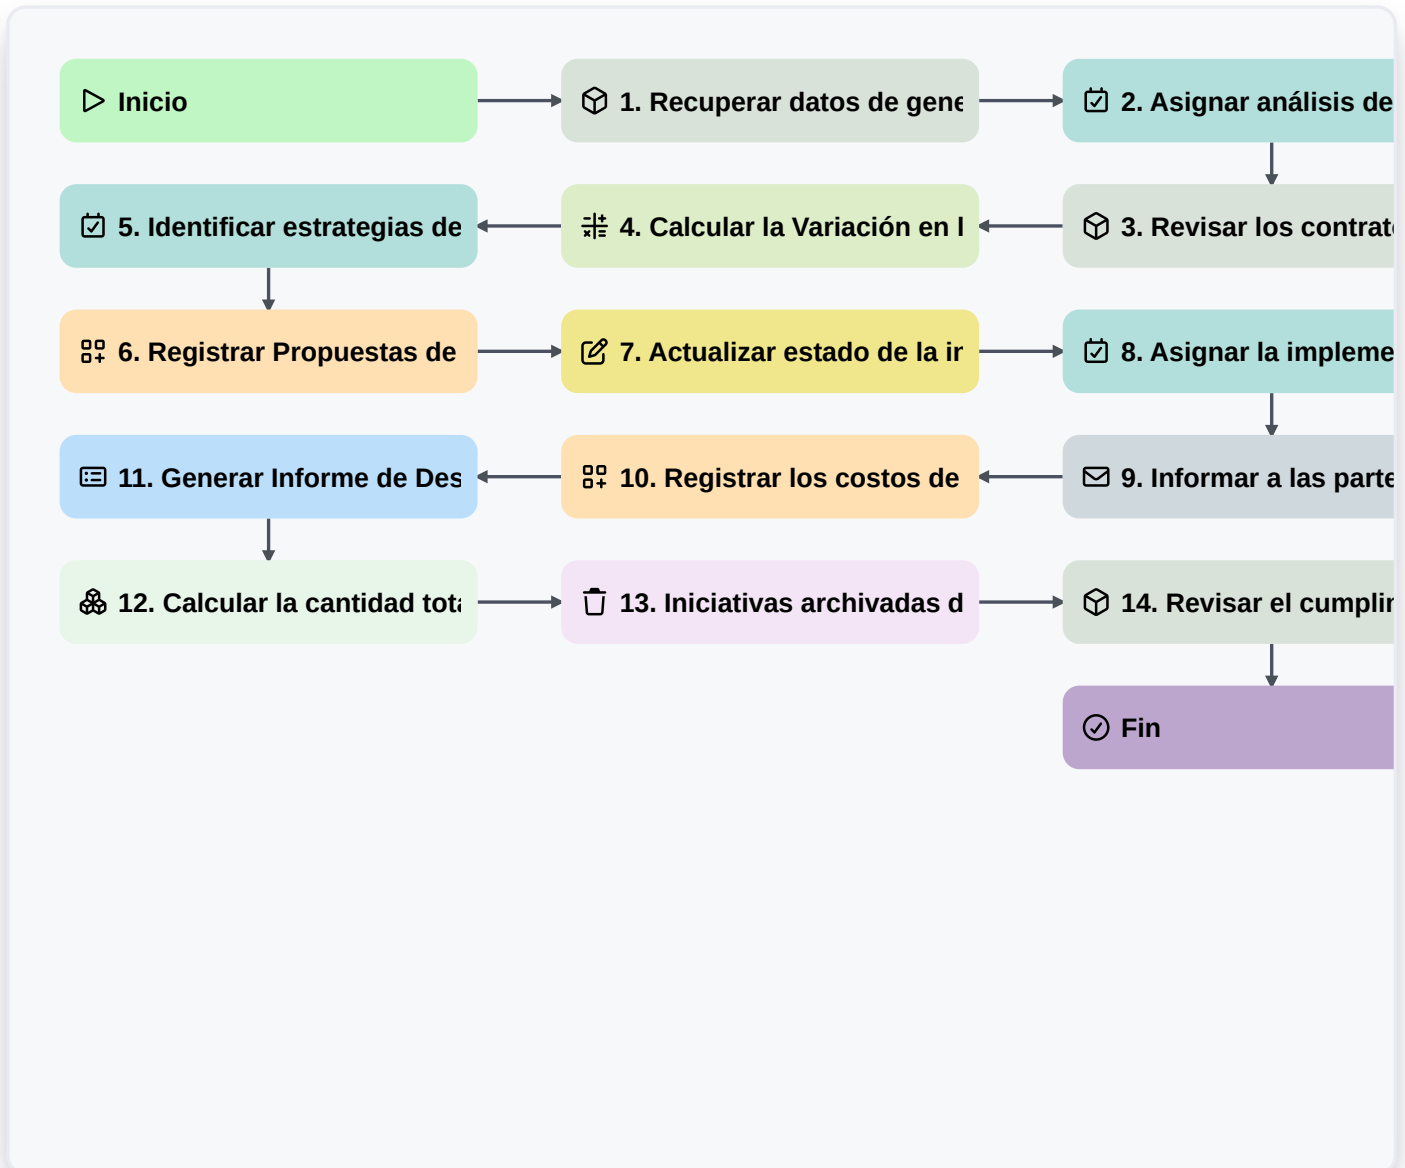 Inicio
1. Recuperar datos de gene
2. Asignar análisis de
5. Identificar estrategias de
4. Calcular la Variación en l
3. Revisar los contrat
6. Registrar Propuestas de
7. Actualizar estado de la in
8. Asignar la impleme
11. Generar Informe de Des
10. Registrar los costos de
9. Informar a las parte
12. Calcular la cantidad tota
13. Iniciativas archivadas d
14. Revisar el cumplim
Fin